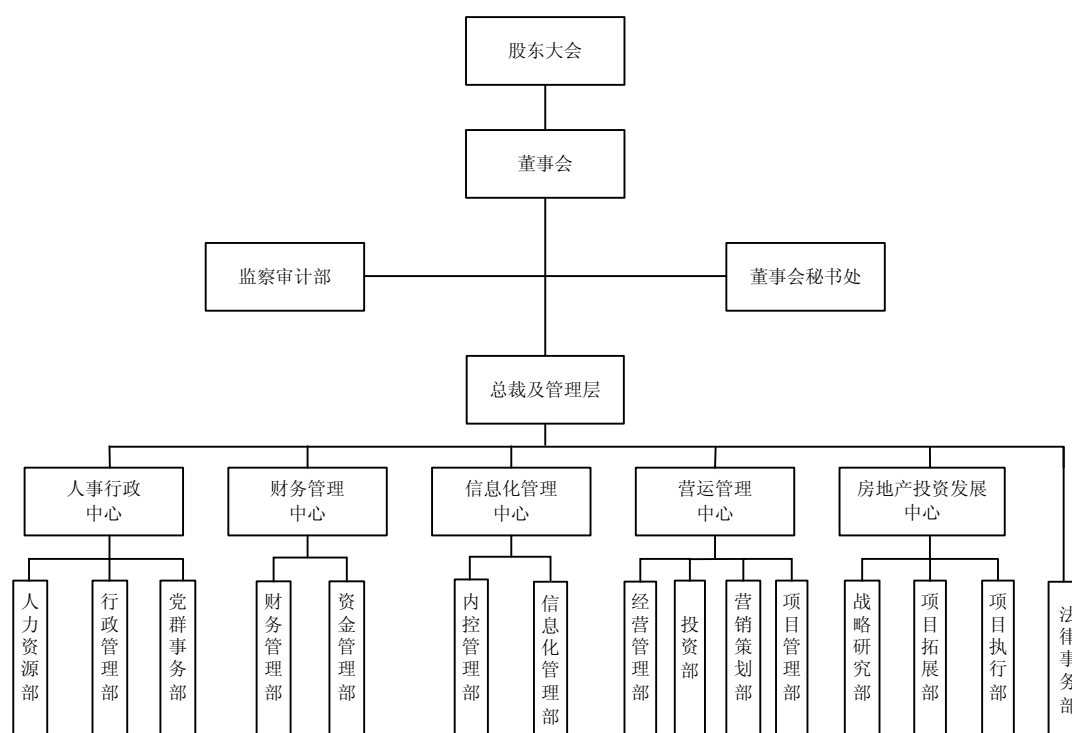 股东大会
董事会
监察审计部
董事会秘书处
总裁及管理层
人事行政
中心
财务管理
中心
信息化管理
中心
营运管理
中心
房地产投资发展
中心
人力资源部
行政管理部
党群事务部
财务管理部
资金管理部
内控管理部
信息化管理部
经营管理部
投资部
营销策划部
项目管理部
战略研究部
项目拓展部
项目执行部
法律事务部